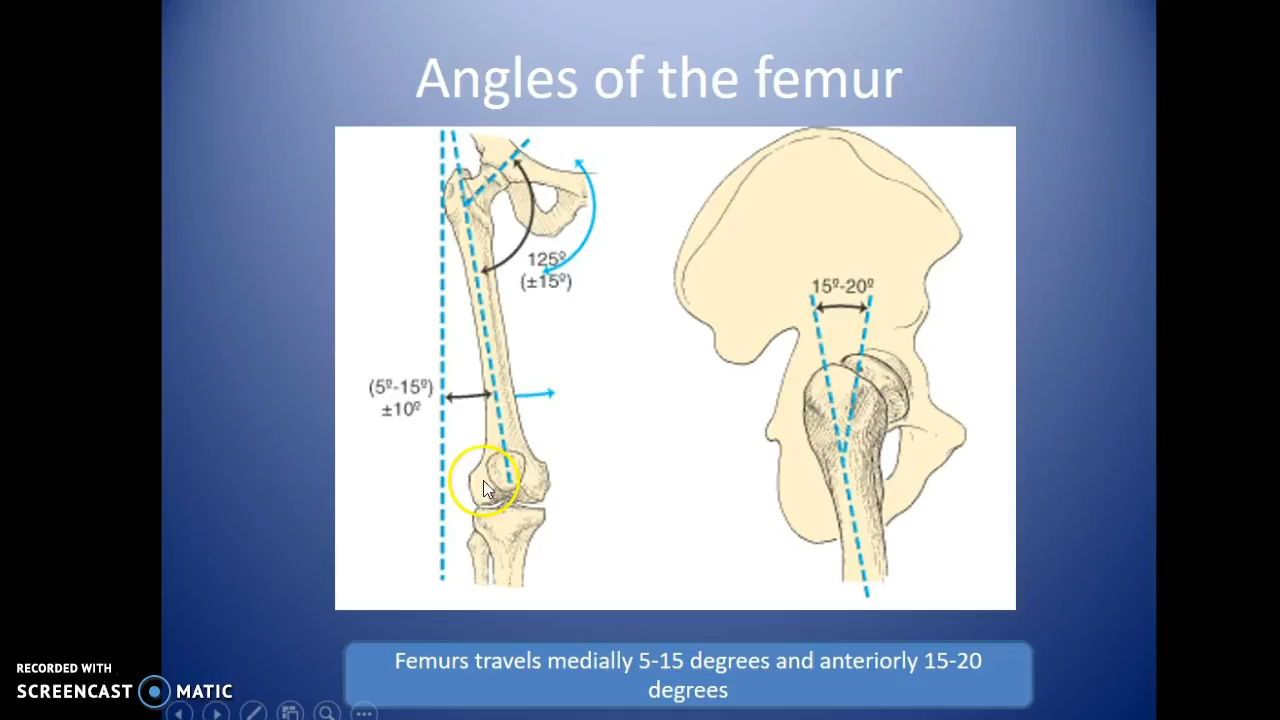 Angles of the femur
125º
(±15º)
15º-20º
(5º-15º)
±10º
Femurs travels medially 5-15 degrees and anteriorly 15-20
degrees
RECORDED WITH
SCREENCAST MATIC